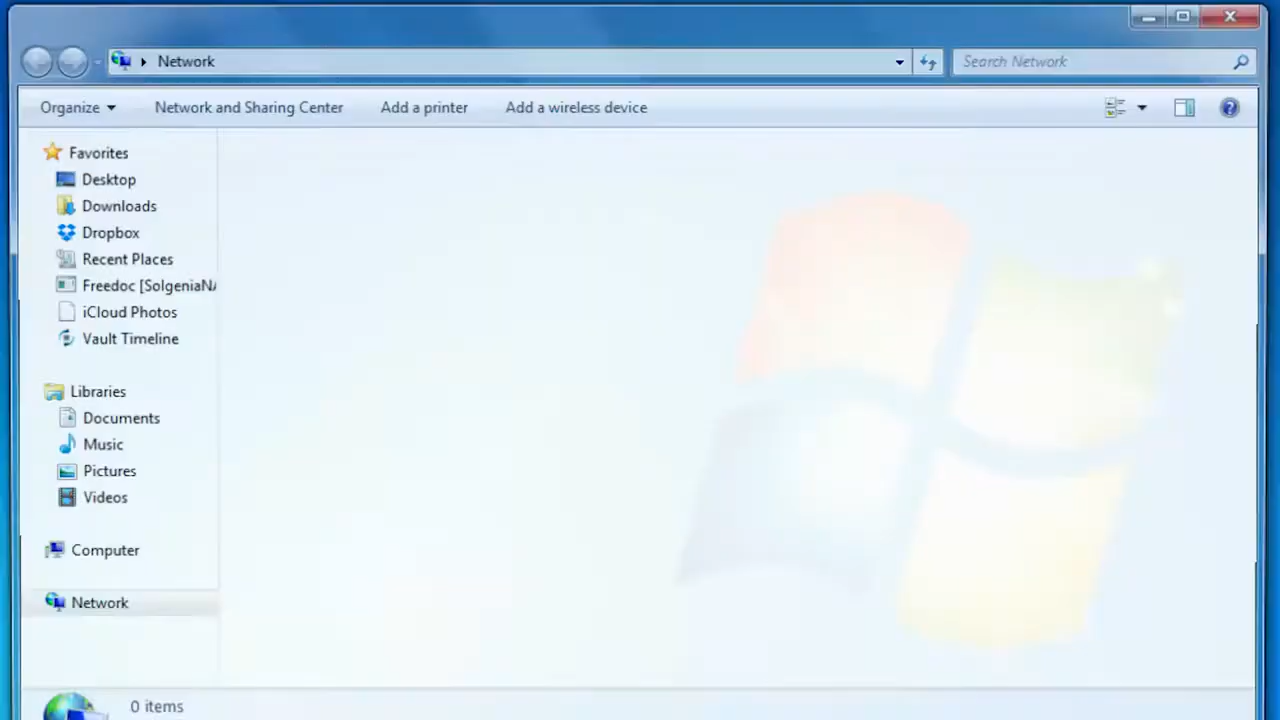 Network
Search Network
Organize
Network and Sharing Center
Add a printer
Add a wireless device
Favorites
Desktop
Downloads
Dropbox
Recent Places
Freedoc [SolgeniaNA
iCloud Photos
Vault Timeline
Libraries
Documents
Music
Pictures
Videos
Computer
Network
0 items